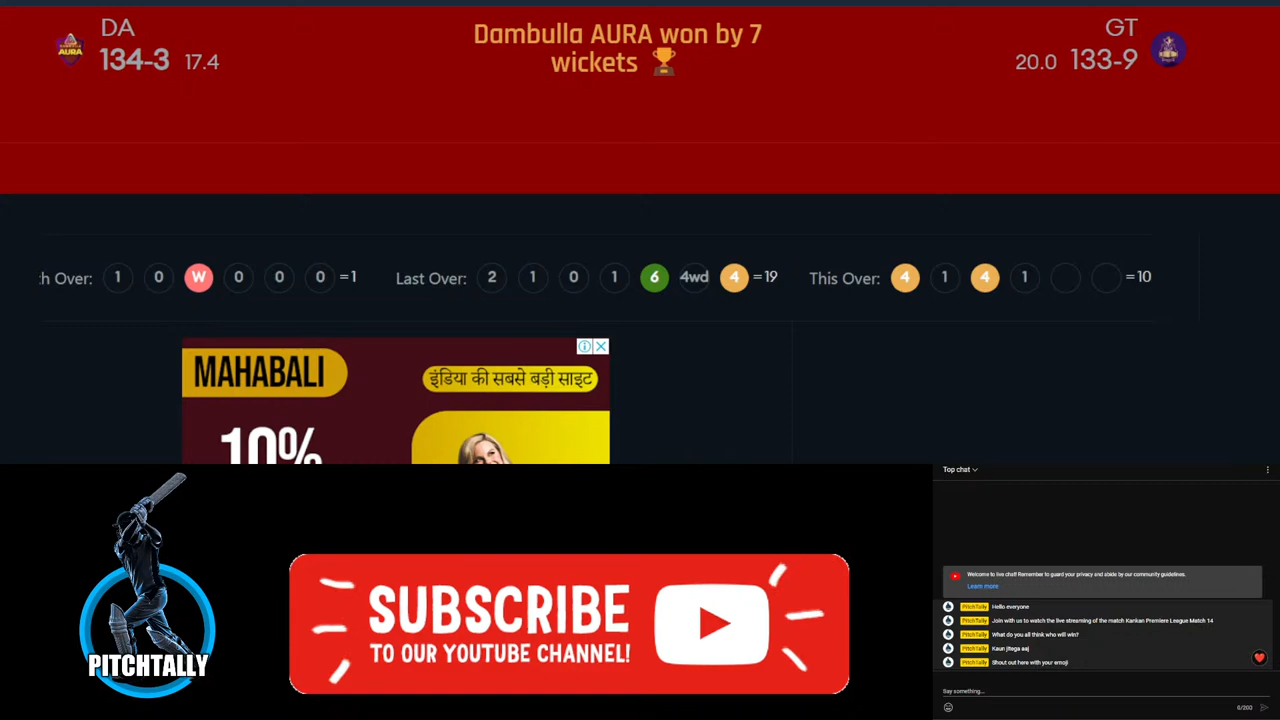 DA
134-3 17.4
Dambulla AURA won by 7
wickets 🏆
GT
20.0 133-9
AURA
h Over: 1 0 W 0 0 0 =1 Last Over: 2 1 0 1 6 4wd 4 =19 This Over: 4 1 4 1 =10
MAHABALI
इंडिया की सबसे बड़ी साइट
10%
PITCHTALLY
SUBSCRIBE
TO OUR YOUTUBE CHANNEL!
Top chat
Welcome to live chat! Remember to guard your privacy and abide by our community guidelines.
Learn more
PitchTally Hello everyone
PitchTally Join with us to watch the live streaming of the match Kankan Premiere League Match 14
PitchTally What do you all think who will win?
PitchTally Kaun jitega aaj
PitchTally Shout out here with your emoji
Say something...
0/200